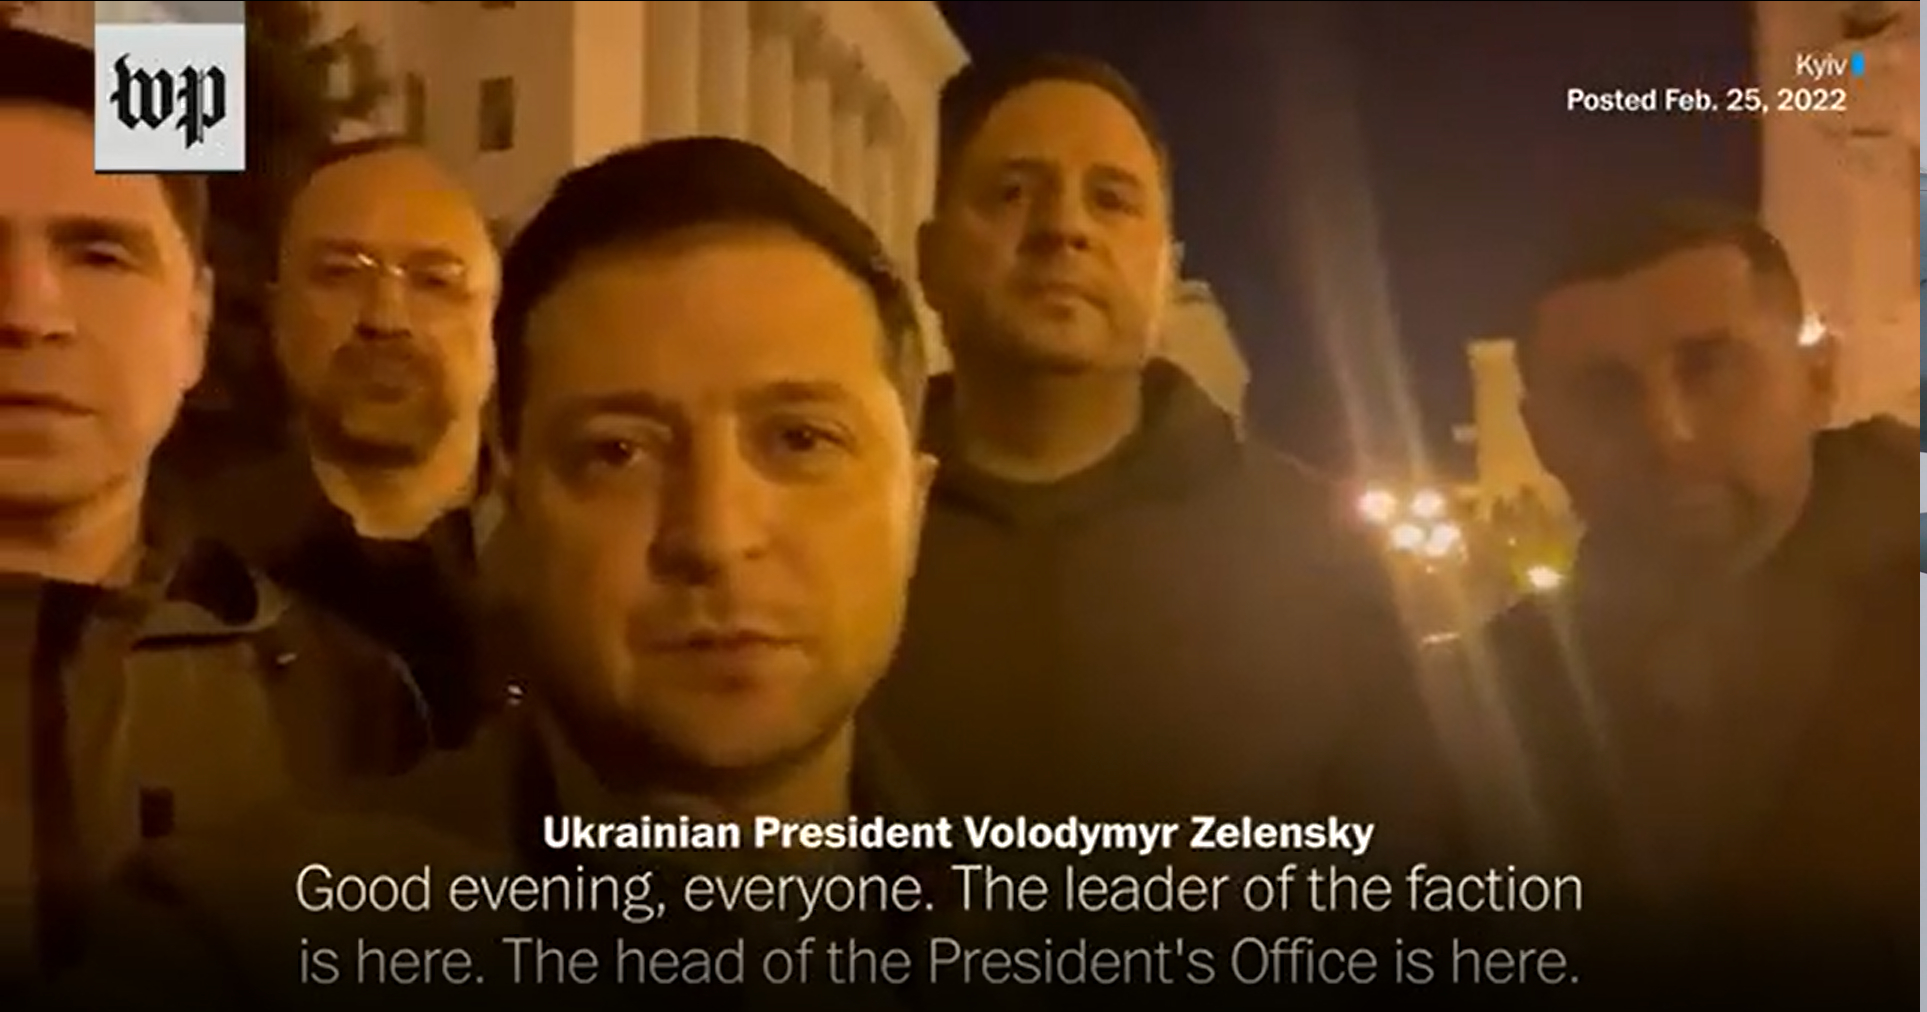 wp
Kyiv
Posted Feb. 25, 2022
Ukrainian President Volodymyr Zelensky
Good evening, everyone. The leader of the faction
is here. The head of the President's Office is here.